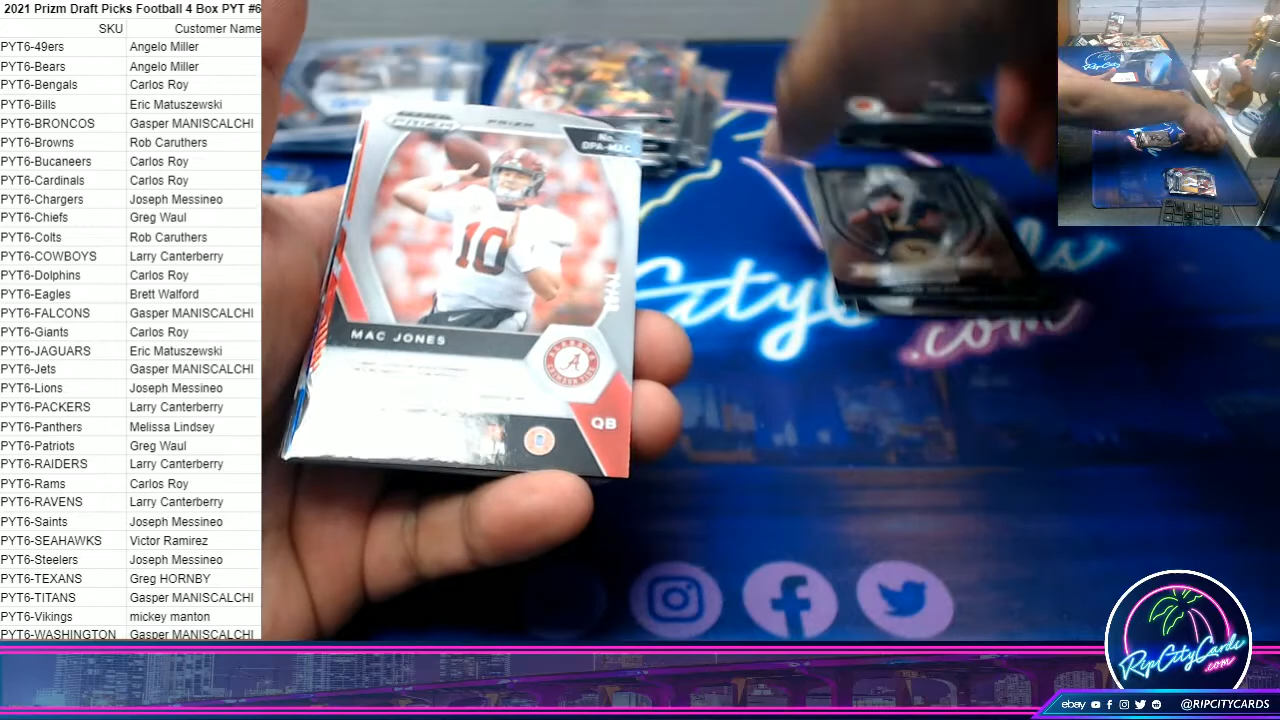 2021 Prizm Draft Picks Football 4 Box PYT #6
SKU Customer Name
PYT6-49ers Angelo Miller
PYT6-Bears Angelo Miller
PYT6-Bengals Carlos Roy
PYT6-Bills Eric Matuszewski
PYT6-BRONCOS Gasper MANISCALCHI
PYT6-Browns Rob Caruthers
PYT6-Bucaneers Carlos Roy
PYT6-Cardinals Carlos Roy
PYT6-Chargers Joseph Messineo
PYT6-Chiefs Greg Waul
PYT6-Colts Rob Caruthers
PYT6-COWBOYS Larry Canterberry
PYT6-Dolphins Carlos Roy
PYT6-Eagles Brett Walford
PYT6-FALCONS Gasper MANISCALCHI
PYT6-Giants Carlos Roy
PYT6-JAGUARS Eric Matuszewski
PYT6-Jets Gasper MANISCALCHI
PYT6-Lions Joseph Messineo
PYT6-PACKERS Larry Canterberry
PYT6-Panthers Melissa Lindsey
PYT6-Patriots Greg Waul
PYT6-RAIDERS Larry Canterberry
PYT6-Rams Carlos Roy
PYT6-RAVENS Larry Canterberry
PYT6-Saints Joseph Messineo
PYT6-SEAHAWKS Victor Ramirez
PYT6-Steelers Joseph Messineo
PYT6-TEXANS Greg HORNBY
PYT6-TITANS Gasper MANISCALCHI
PYT6-Vikings mickey manton
PYT6-WASHINGTON Gasper MANISCALCHI
PRIZM PRIZM
No.
DPA-MAC
10
MAC JONES
QB
.com
RipCityCards
.com
ebay @RIPCITYCARDS